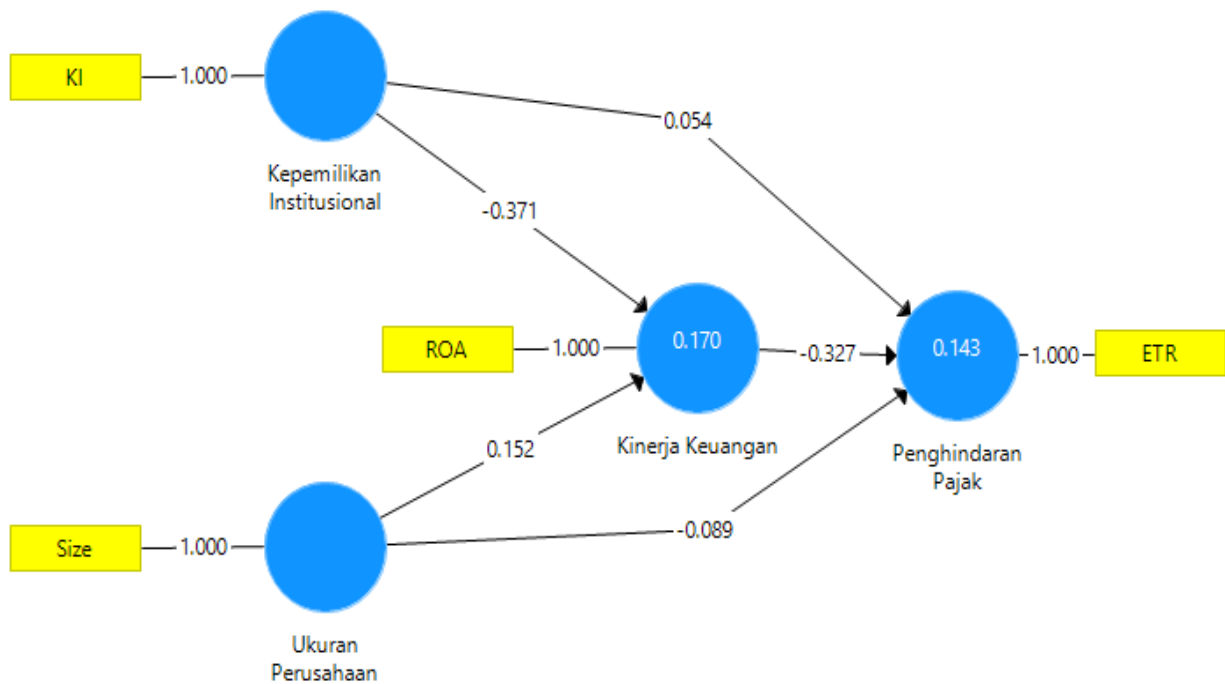 KI
1.000
Kepemilikan
Institusional
0.054
-0.371
ROA
1.000
0.170
-0.327
0.143
1.000
ETR
Kinerja Keuangan
Penghindaran
Pajak
0.152
-0.089
Size
1.000
Ukuran
Perusahaan